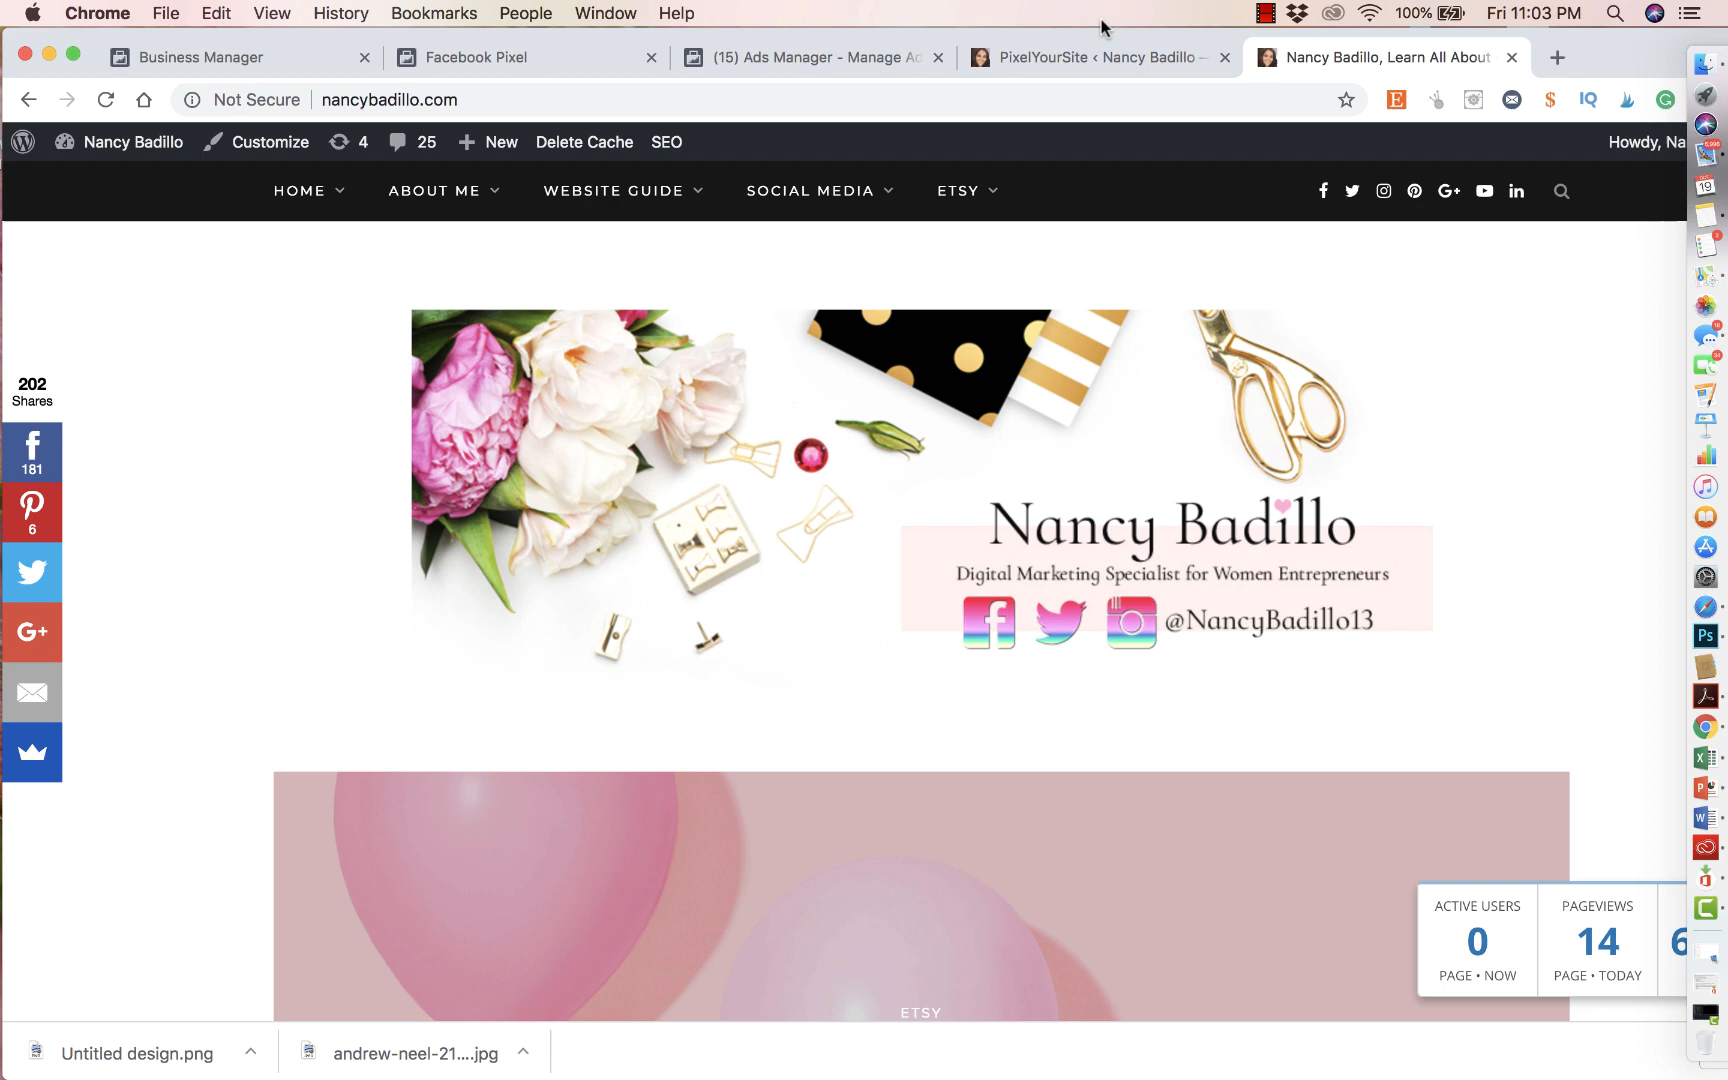 Chrome File Edit View History Bookmarks People Window Help 100% Fri 11:03 PM
Business Manager Facebook Pixel (15) Ads Manager - Manage Ad PixelYourSite ‹ Nancy Badillo — Nancy Badillo, Learn All About
Not Secure nancybadillo.com
Nancy Badillo Customize 4 25 New Delete Cache SEO Howdy, Na
HOME ABOUT ME WEBSITE GUIDE SOCIAL MEDIA ETSY
202
Shares
181
6
G+
Nancy Badillo
Digital Marketing Specialist for Women Entrepreneurs
@NancyBadillo13
ETSY
ACTIVE USERS PAGEVIEWS
0 14 6
PAGE • NOW PAGE • TODAY
Untitled design.png andrew-neel-21....jpg